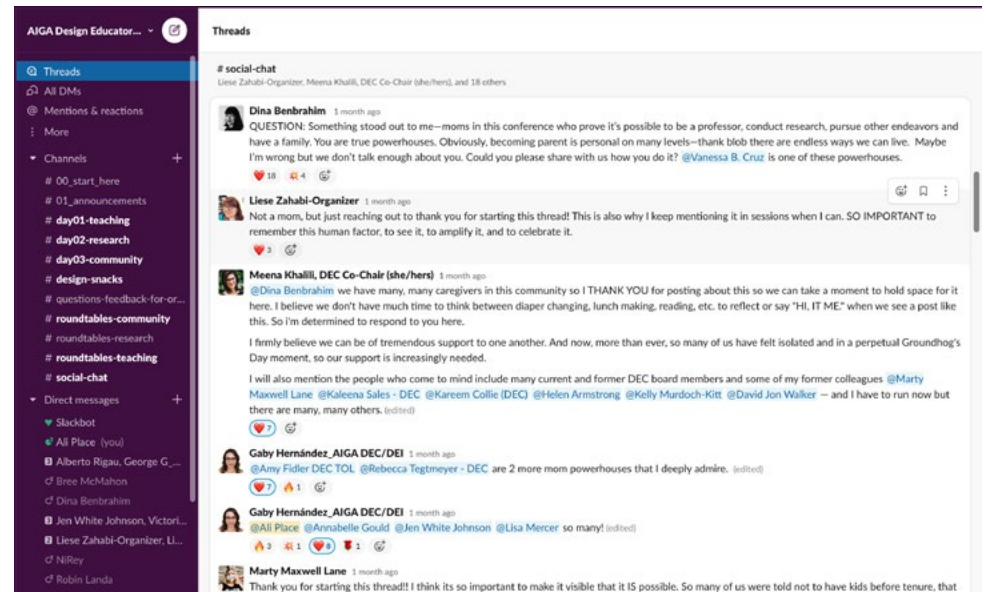 AIGA Design Educator...
Threads
All DMs
Mentions & reactions
More
Channels
# 00_start_here
# 01_announcements
# day01-teaching
# day02-research
# day03-community
# design-snacks
# questions-feedback-for-or...
# roundtables-community
# roundtables-research
# roundtables-teaching
# social-chat
Direct messages
Slackbot
Ali Place (you)
Alberto Rigau, George G_...
Bree McMahon
Dina Benbrahim
Jen White Johnson, Victori...
Liese Zahabi-Organizer, Li...
NiRey
Robin Landa
Threads
# social-chat
Liese Zahabi-Organizer, Meena Khalili, DEC Co-Chair (she/hers), and 18 others
Dina Benbrahim 1 month ago
QUESTION: Something stood out to me—moms in this conference who prove it's possible to be a professor, conduct research, pursue other endeavors and
have a family. You are true powerhouses. Obviously, becoming parent is personal on many levels—thank blob there are endless ways we can live. Maybe
I'm wrong but we don't talk enough about you. Could you please share with us how you do it? @Vanessa B. Cruz is one of these powerhouses.
18 4
Liese Zahabi-Organizer 1 month ago
Not a mom, but just reaching out to thank you for starting this thread! This is also why I keep mentioning it in sessions when I can. SO IMPORTANT to
remember this human factor, to see it, to amplify it, and to celebrate it.
3
Meena Khalili, DEC Co-Chair (she/hers) 1 month ago
@Dina Benbrahim we have many, many caregivers in this community so I THANK YOU for posting about this so we can take a moment to hold space for it
here. I believe we don't have much time to think between diaper changing, lunch making, reading, etc. to reflect or say "HI, IT ME." when we see a post like
this. So i'm determined to respond to you here.
I firmly believe we can be of tremendous support to one another. And now, more than ever, so many of us have felt isolated and in a perpetual Groundhog's
Day moment, so our support is increasingly needed.
I will also mention the people who come to mind include many current and former DEC board members and some of my former colleagues @Marty
Maxwell Lane @Kaleena Sales - DEC @Kareem Collie (DEC) @Helen Armstrong @Kelly Murdoch-Kitt @David Jon Walker — and I have to run now but
there are many, many others. (edited)
7
Gaby Hernández_AIGA DEC/DEI 1 month ago
@Amy Fidler DEC TOL @Rebecca Tegtmeyer - DEC are 2 more mom powerhouses that I deeply admire. (edited)
7 1
Gaby Hernández_AIGA DEC/DEI 1 month ago
@Ali Place @Annabelle Gould @Jen White Johnson @Lisa Mercer so many! (edited)
3 1 8 1
Marty Maxwell Lane 1 month ago
Thank you for starting this thread!! I think its so important to make it visible that it IS possible. So many of us were told not to have kids before tenure, that